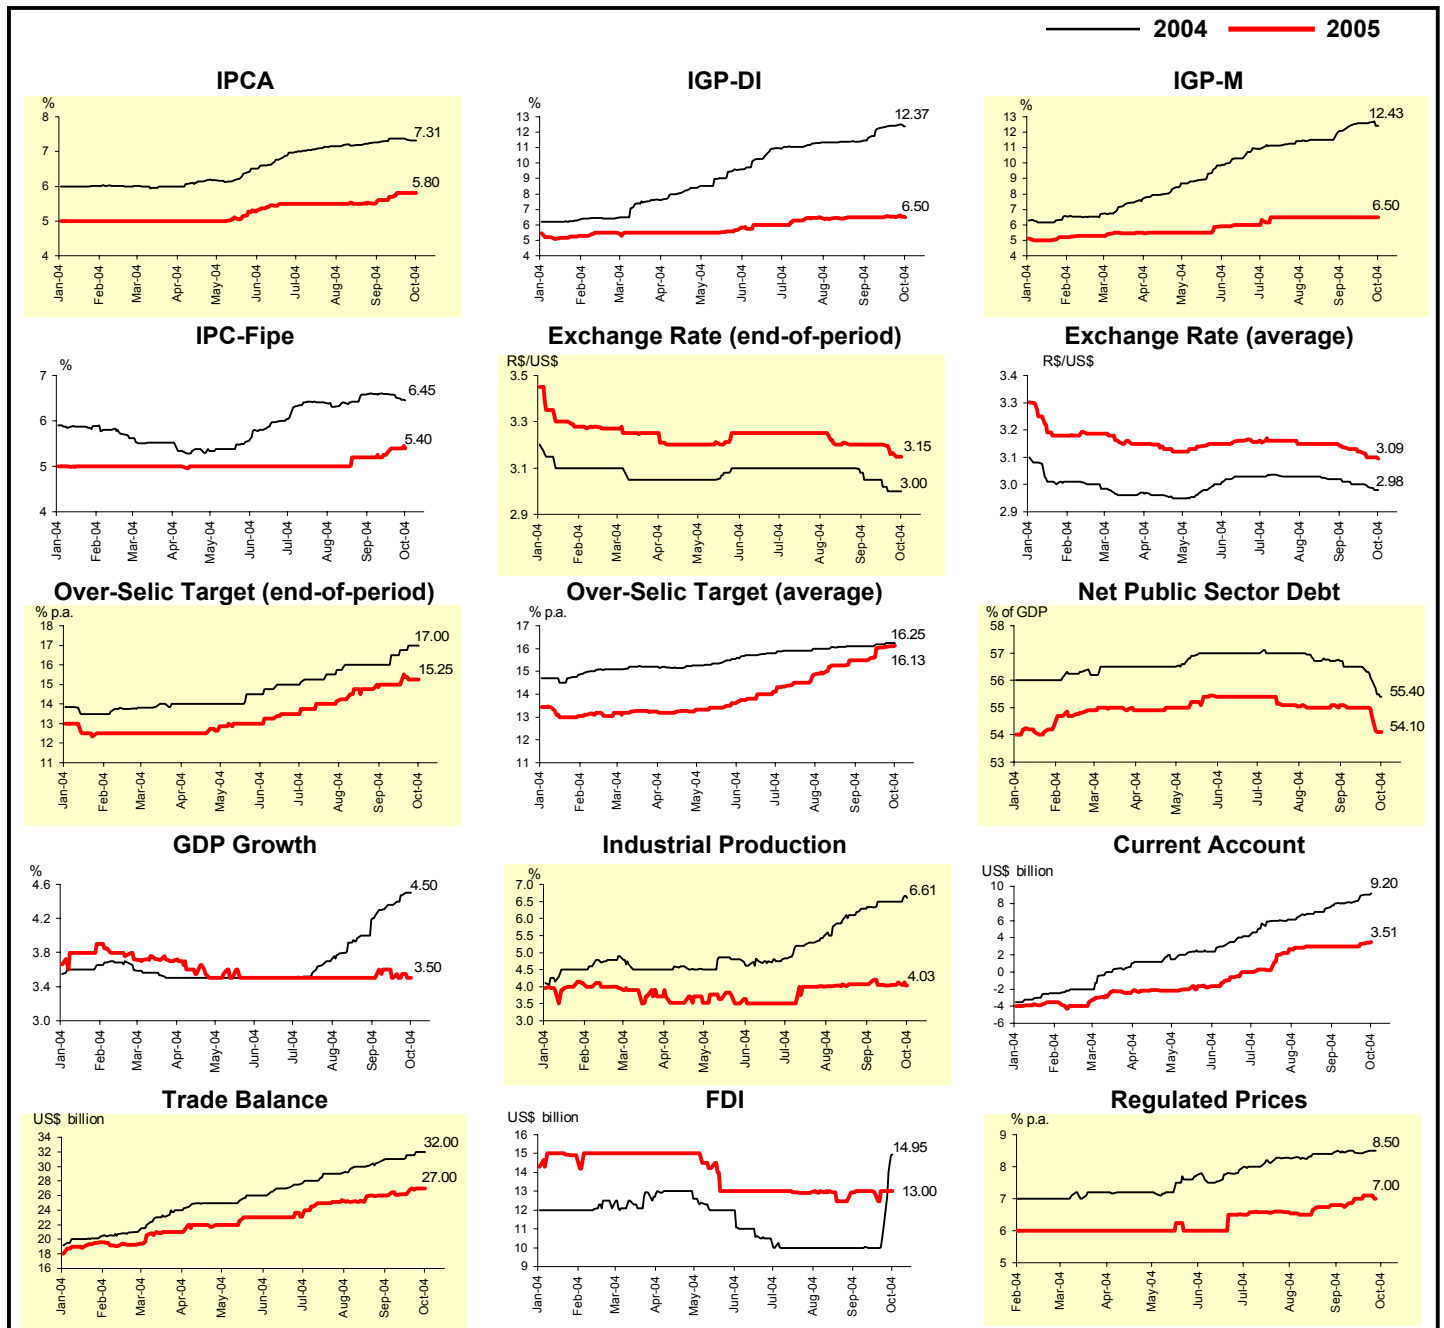 2004 2005
IPCA IGP-DI IGP-M
% % %
8 7 6 5 4
7.31
5.80
Jan-04 Feb-04 Mar-04 Apr-04 May-04 Jun-04 Jul-04 Aug-04 Sep-04 Oct-04
13 12 11 10 9 8 7 6 5 4
12.37
6.50
Jan-04 Feb-04 Mar-04 Apr-04 May-04 Jun-04 Jul-04 Aug-04 Sep-04 Oct-04
13 12 11 10 9 8 7 6 5 4
12.43
6.50
Jan-04 Feb-04 Mar-04 Apr-04 May-04 Jun-04 Jul-04 Aug-04 Sep-04 Oct-04
IPC-Fipe Exchange Rate (end-of-period) Exchange Rate (average)
% R$/US$ R$/US$
7 6 5 4
6.45
5.40
Jan-04 Feb-04 Mar-04 Apr-04 May-04 Jun-04 Jul-04 Aug-04 Sep-04 Oct-04
3.5 3.3 3.1 2.9
3.15
3.00
Jan-04 Feb-04 Mar-04 Apr-04 May-04 Jun-04 Jul-04 Aug-04 Sep-04 Oct-04
3.4 3.3 3.2 3.1 3.0 2.9
3.09
2.98
Jan-04 Feb-04 Mar-04 Apr-04 May-04 Jun-04 Jul-04 Aug-04 Sep-04 Oct-04
Over-Selic Target (end-of-period) Over-Selic Target (average) Net Public Sector Debt
% p.a. % p.a. % of GDP
18 17 16 15 14 13 12 11
17.00
15.25
Jan-04 Feb-04 Mar-04 Apr-04 May-04 Jun-04 Jul-04 Aug-04 Sep-04 Oct-04
17 16 15 14 13 12 11
16.25
16.13
Jan-04 Feb-04 Mar-04 Apr-04 May-04 Jun-04 Jul-04 Aug-04 Sep-04 Oct-04
58 57 56 55 54 53
55.40
54.10
Jan-04 Feb-04 Mar-04 Apr-04 May-04 Jun-04 Jul-04 Aug-04 Sep-04 Oct-04
GDP Growth Industrial Production Current Account
% % US$ billion
4.6 4.2 3.8 3.4 3.0
4.50
3.50
Jan-04 Feb-04 Mar-04 Apr-04 May-04 Jun-04 Jul-04 Aug-04 Sep-04 Oct-04
7.0 6.5 6.0 5.5 5.0 4.5 4.0 3.5 3.0
6.61
4.03
Jan-04 Feb-04 Mar-04 Apr-04 May-04 Jun-04 Jul-04 Aug-04 Sep-04 Oct-04
10 8 6 4 2 0 -2 -4 -6
9.20
3.51
Jan-04 Feb-04 Mar-04 Apr-04 May-04 Jun-04 Jul-04 Aug-04 Sep-04 Oct-04
Trade Balance FDI Regulated Prices
US$ billion US$ billion % p.a.
34 32 30 28 26 24 22 20 18 16
32.00
27.00
Jan-04 Feb-04 Mar-04 Apr-04 May-04 Jun-04 Jul-04 Aug-04 Sep-04 Oct-04
16 15 14 13 12 11 10 9
14.95
13.00
Jan-04 Feb-04 Mar-04 Apr-04 May-04 Jun-04 Jul-04 Aug-04 Sep-04 Oct-04
9 8 7 6 5
8.50
7.00
Feb-04 Mar-04 Apr-04 May-04 Jun-04 Jul-04 Aug-04 Sep-04 Oct-04